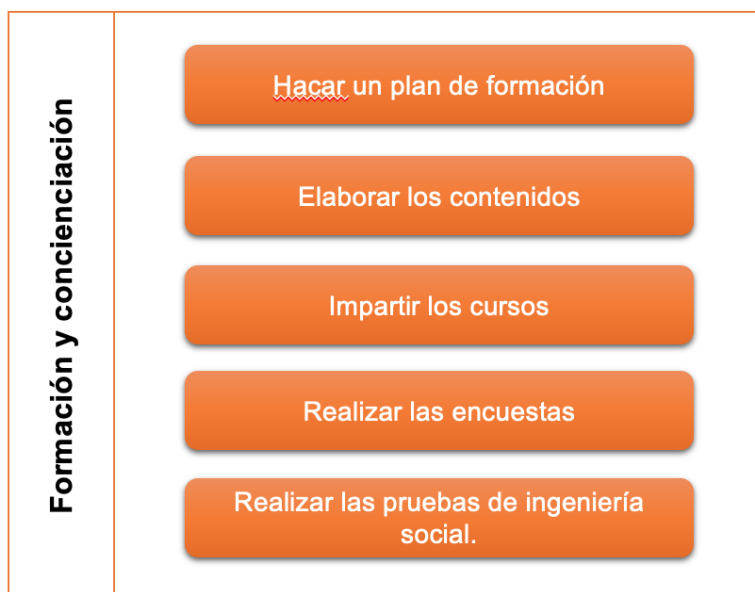 Formación y concienciación
Hacar un plan de formación
Elaborar los contenidos
Impartir los cursos
Realizar las encuestas
Realizar las pruebas de ingeniería
social.